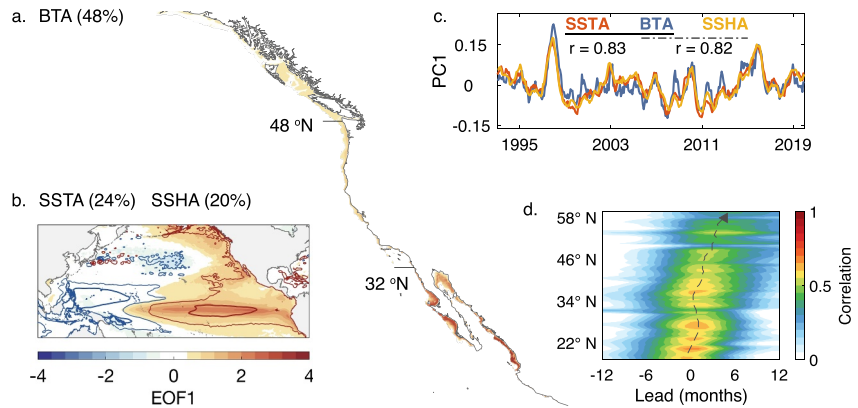 a. BTA (48%)
48 °N
32 °N
b. SSTA (24%) SSHA (20%)
-4 -2 0 2 4
EOF1
c.
SSTA BTA SSHA
r = 0.83 r = 0.82
PC1
0.15
0
-0.15
1995 2003 2011 2019
d.
58° N
46° N
34° N
22° N
-12 -6 0 6 12
Lead (months)
1
0.5
0
Correlation